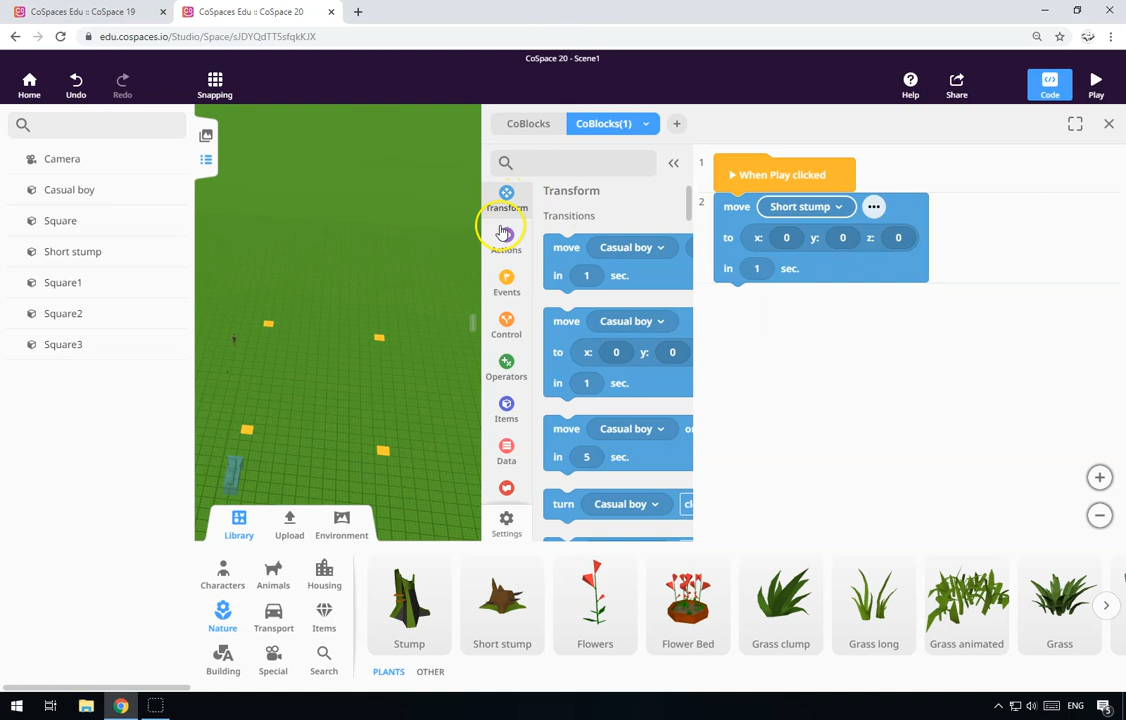 CoSpaces Edu :: CoSpace 19
CoSpaces Edu :: CoSpace 20
edu.cospaces.io/Studio/Space/sJDYQdTT5sfqkKJX
CoSpace 20 - Scene1
Home
Undo
Redo
Snapping
Help
Share
Code
Play
Camera
Casual boy
Square
Short stump
Square1
Square2
Square3
CoBlocks
CoBlocks(1)
Transform
Actions
Events
Control
Operators
Items
Data
Settings
Transform
Transitions
move Casual boy
in 1 sec.
move Casual boy
to x: 0 y: 0
in 1 sec.
move Casual boy
in 5 sec.
turn Casual boy
1
When Play clicked
2
move Short stump
to x: 0 y: 0 z: 0
in 1 sec.
Library
Upload
Environment
Characters
Animals
Housing
Nature
Transport
Items
Building
Special
Search
Stump
Short stump
Flowers
Flower Bed
Grass clump
Grass long
Grass animated
Grass
PLANTS
OTHER
ENG
5